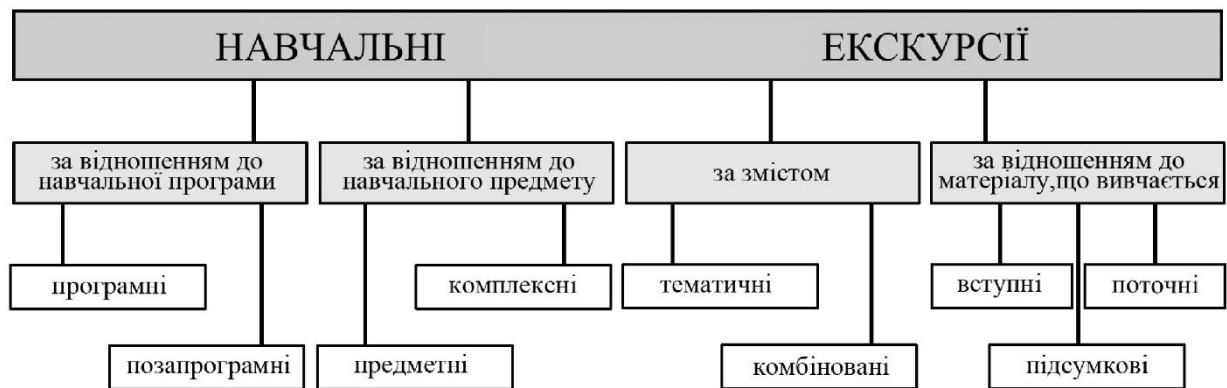 НАВЧАЛЬНІ ЕКСКУРСІЇ
за відношенням до
навчальної програми
за відношенням до
навчального предмету
за змістом
за відношенням до
матеріалу,що вивчається
програмні
позапрограмні
комплексні
предметні
тематичні
комбіновані
вступні
поточні
підсумкові